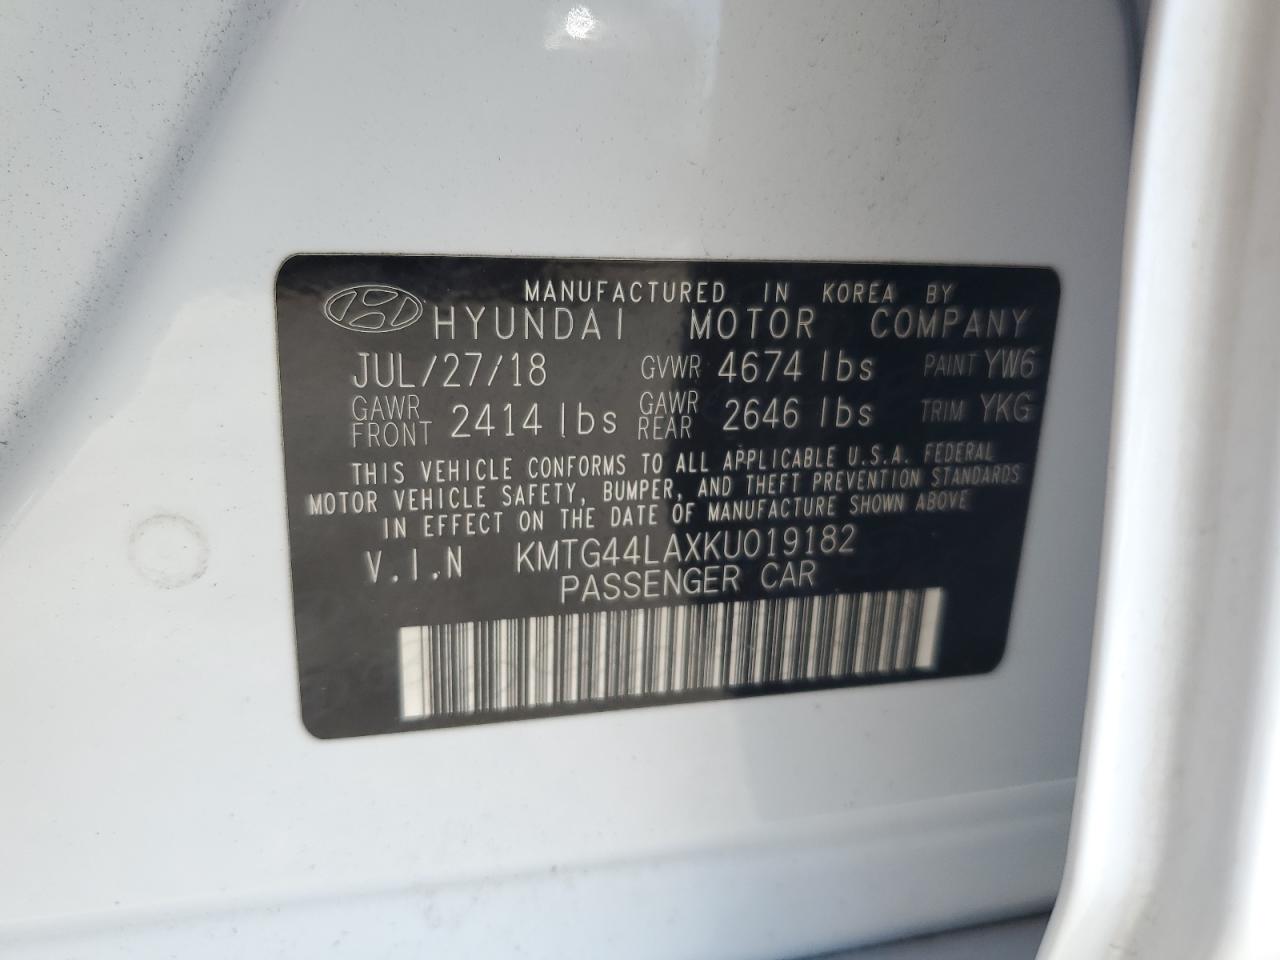 MANUFACTURED IN KOREA BY
HYUNDAI MOTOR COMPANY
JUL/27/18 GVWR 4674 lbs PAINT YW6
GAWR FRONT 2414 lbs GAWR REAR 2646 lbs TRIM YKG
THIS VEHICLE CONFORMS TO ALL APPLICABLE U.S.A. FEDERAL
MOTOR VEHICLE SAFETY, BUMPER, AND THEFT PREVENTION STANDARDS
IN EFFECT ON THE DATE OF MANUFACTURE SHOWN ABOVE
V.I.N KMTG44LAXKU019182
PASSENGER CAR